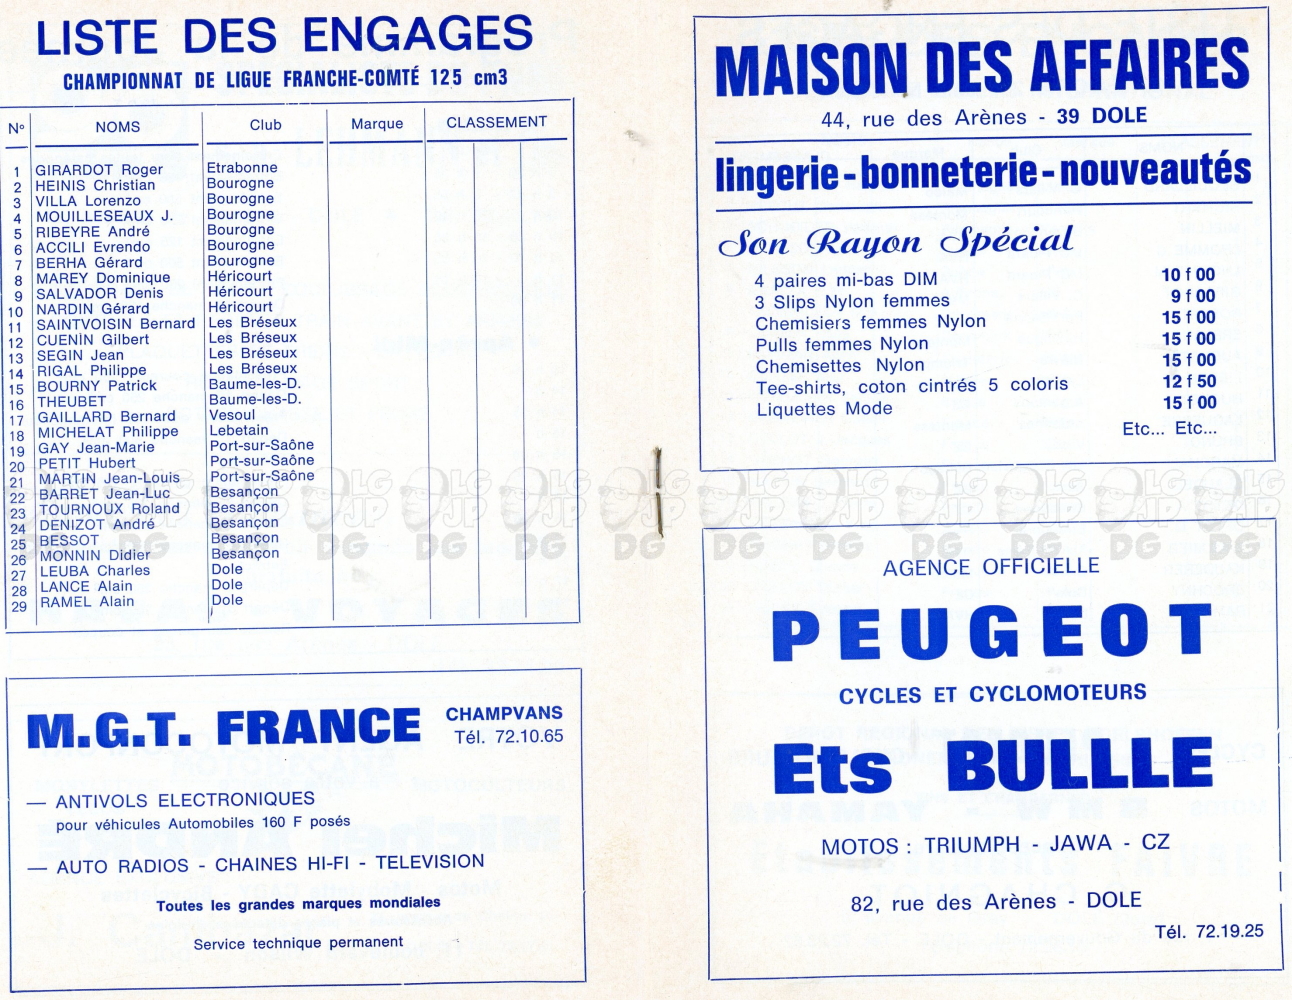 LISTE DES ENGAGES
CHAMPIONNAT DE LIGUE FRANCHE-COMTÉ 125 cm3
Nº NOMS Club Marque CLASSEMENT
1 GIRARDOT Roger Etrabonne
2 HEINIS Christian Bourogne
3 VILLA Lorenzo Bourogne
4 MOUILLESEAUX J. Bourogne
5 RIBEYRE André Bourogne
6 ACCILI Evrendo Bourogne
7 BERHA Gérard Bourogne
8 MAREY Dominique Héricourt
9 SALVADOR Denis Héricourt
10 NARDIN Gérard Héricourt
11 SAINTVOISIN Bernard Les Bréseux
12 CUENIN Gilbert Les Bréseux
13 SEGIN Jean Les Bréseux
14 RIGAL Philippe Les Bréseux
15 BOURNY Patrick Baume-les-D.
16 THEUBET Baume-les-D.
17 GAILLARD Bernard Vesoul
18 MICHELAT Philippe Lebetain
19 GAY Jean-Marie Port-sur-Saône
20 PETIT Hubert Port-sur-Saône
21 MARTIN Jean-Louis Port-sur-Saône
22 BARRET Jean-Luc Besançon
23 TOURNOUX Roland Besançon
24 DENIZOT André Besançon
25 BESSOT Besançon
26 MONNIN Didier Besançon
27 LEUBA Charles Dole
28 LANCE Alain Dole
29 RAMEL Alain Dole
M.G.T. FRANCE
CHAMPVANS
Tél. 72.10.65
— ANTIVOLS ELECTRONIQUES
pour véhicules Automobiles 160 F posés
— AUTO RADIOS - CHAINES HI-FI - TELEVISION
Toutes les grandes marques mondiales
Service technique permanent
MAISON DES AFFAIRES
44, rue des Arènes - 39 DOLE
lingerie-bonneterie-nouveautés
Son Rayon Spécial
4 paires mi-bas DIM 10 f 00
3 Slips Nylon femmes 9 f 00
Chemisiers femmes Nylon 15 f 00
Pulls femmes Nylon 15 f 00
Chemisettes Nylon 15 f 00
Tee-shirts, coton cintrés 5 coloris 12 f 50
Liquettes Mode 15 f 00
Etc... Etc...
AGENCE OFFICIELLE
PEUGEOT
CYCLES ET CYCLOMOTEURS
Ets BULLLE
MOTOS : TRIUMPH - JAWA - CZ
82, rue des Arènes - DOLE
Tél. 72.19.25
LG JP DG